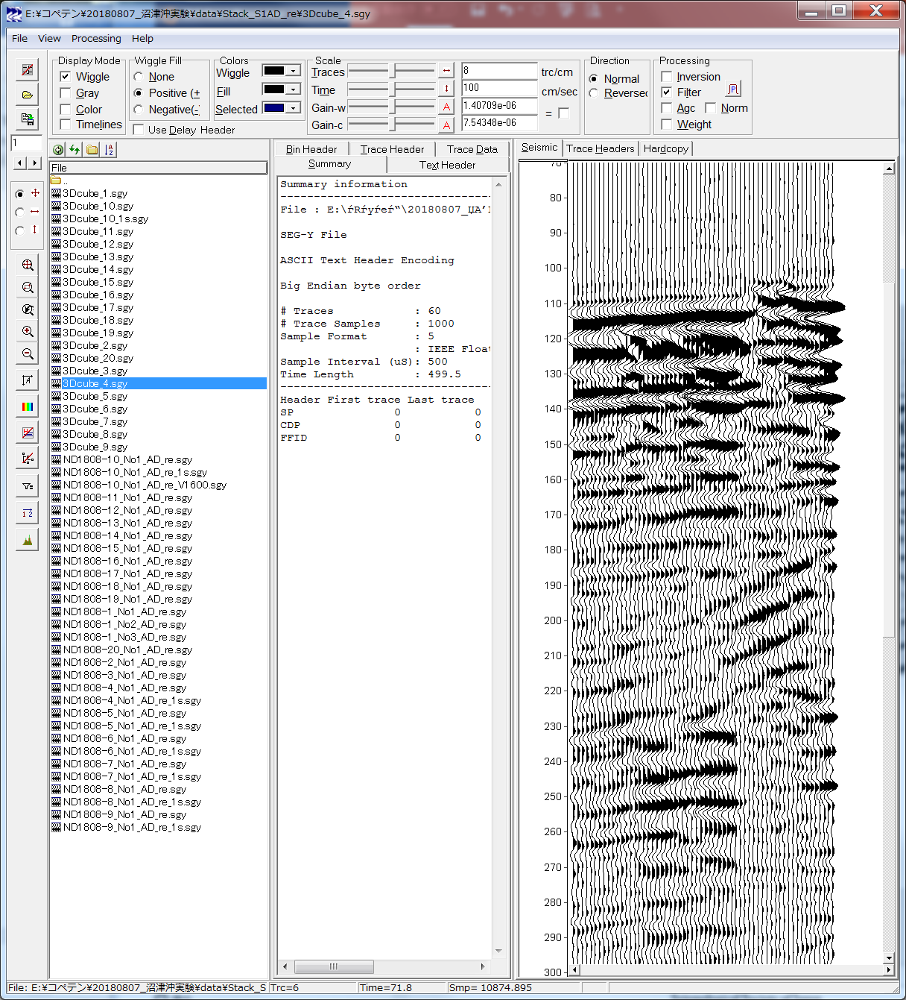 E:¥コペテン¥20180807_沼津沖実験¥data¥Stack_S1AD_re¥3Dcube_4.sgy
File View Processing Help
Display Mode
Wiggle
Gray
Color
Timelines
Wiggle Fill
None
Positive (+
Negative(-)
Use Delay Header
Colors
Wiggle
Fill
Selected
Scale
Traces 8 trc/cm
Time 100 cm/sec
Gain-w 1.40709e-06
Gain-c 7.54348e-06
=
Direction
Normal
Reversed
Processing
Inversion
Filter
Agc Norm
Weight
1
File
..
3Dcube_1.sgy
3Dcube_10.sgy
3Dcube_10_1s.sgy
3Dcube_11.sgy
3Dcube_12.sgy
3Dcube_13.sgy
3Dcube_14.sgy
3Dcube_15.sgy
3Dcube_16.sgy
3Dcube_17.sgy
3Dcube_18.sgy
3Dcube_19.sgy
3Dcube_2.sgy
3Dcube_20.sgy
3Dcube_3.sgy
3Dcube_4.sgy
3Dcube_5.sgy
3Dcube_6.sgy
3Dcube_7.sgy
3Dcube_8.sgy
3Dcube_9.sgy
ND1808-10_No1_AD_re.sgy
ND1808-10_No1_AD_re_1s.sgy
ND1808-10_No1_AD_re_V1600.sgy
ND1808-11_No1_AD_re.sgy
ND1808-12_No1_AD_re.sgy
ND1808-13_No1_AD_re.sgy
ND1808-14_No1_AD_re.sgy
ND1808-15_No1_AD_re.sgy
ND1808-16_No1_AD_re.sgy
ND1808-17_No1_AD_re.sgy
ND1808-18_No1_AD_re.sgy
ND1808-19_No1_AD_re.sgy
ND1808-1_No1_AD_re.sgy
ND1808-1_No2_AD_re.sgy
ND1808-1_No3_AD_re.sgy
ND1808-20_No1_AD_re.sgy
ND1808-2_No1_AD_re.sgy
ND1808-3_No1_AD_re.sgy
ND1808-4_No1_AD_re.sgy
ND1808-4_No1_AD_re_1s.sgy
ND1808-5_No1_AD_re.sgy
ND1808-5_No1_AD_re_1s.sgy
ND1808-6_No1_AD_re.sgy
ND1808-6_No1_AD_re_1s.sgy
ND1808-7_No1_AD_re.sgy
ND1808-7_No1_AD_re_1s.sgy
ND1808-8_No1_AD_re.sgy
ND1808-8_No1_AD_re_1s.sgy
ND1808-9_No1_AD_re.sgy
ND1808-9_No1_AD_re_1s.sgy
Bin Header Trace Header Trace Data
Summary Text Header
Summary information
File : E:\ŕRŕyŕeŕ“\20180807_ЏА’1
SEG-Y File
ASCII Text Header Encoding
Big Endian byte order
# Traces : 60
# Trace Samples : 1000
Sample Format : 5
: IEEE Float
Sample Interval (uS): 500
Time Length : 499.5
Header First trace Last trace
SP 0 0
CDP 0 0
FFID 0 0
Seismic Trace Headers Hardcopy
70
80
90
100
110
120
130
140
150
160
170
180
190
200
210
220
230
240
250
260
270
280
290
300
File: E:¥コペテン¥20180807_沼津沖実験¥data¥Stack_S Trc=6 Time=71.8 Smp= 10874.895